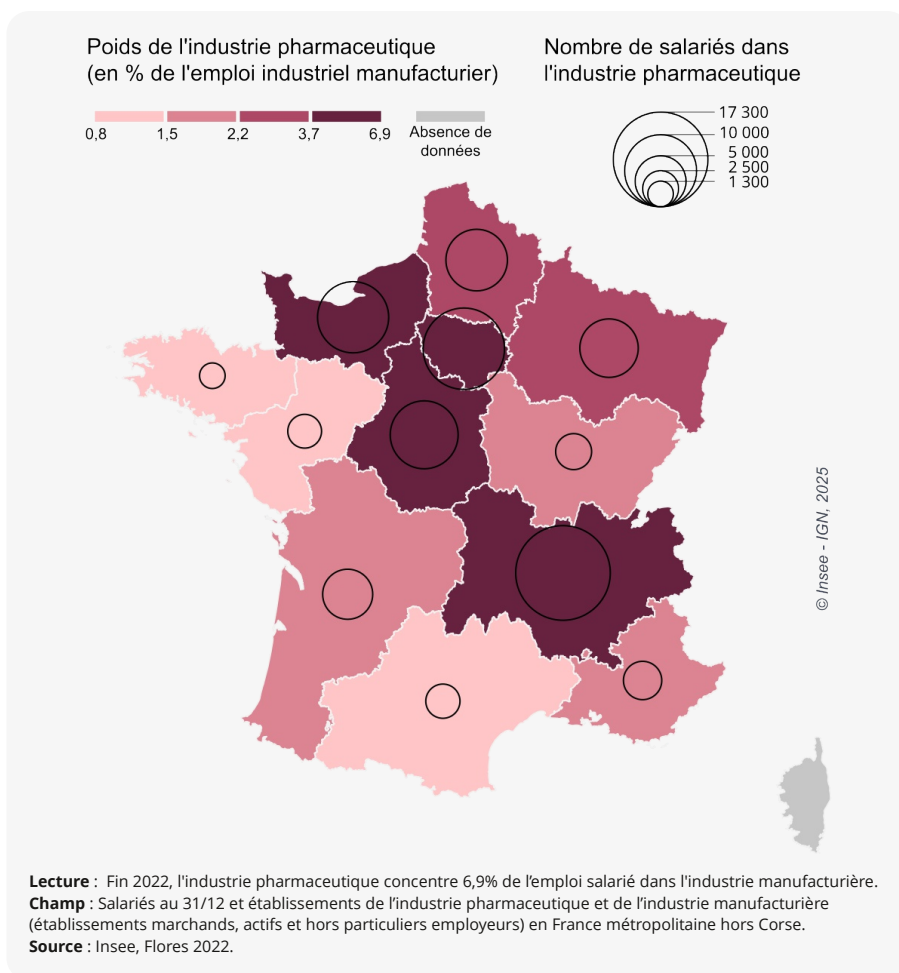 Poids de l'industrie pharmaceutique
(en % de l'emploi industriel manufacturier)
0,8 1,5 2,2 3,7 6,9
Absence de
données
Nombre de salariés dans
l'industrie pharmaceutique
17 300
10 000
5 000
2 500
1 300
© Insee - IGN, 2025
Lecture : Fin 2022, l'industrie pharmaceutique concentre 6,9% de l'emploi salarié dans l'industrie manufacturière.
Champ : Salariés au 31/12 et établissements de l'industrie pharmaceutique et de l'industrie manufacturière
(établissements marchands, actifs et hors particuliers employeurs) en France métropolitaine hors Corse.
Source : Insee, Flores 2022.